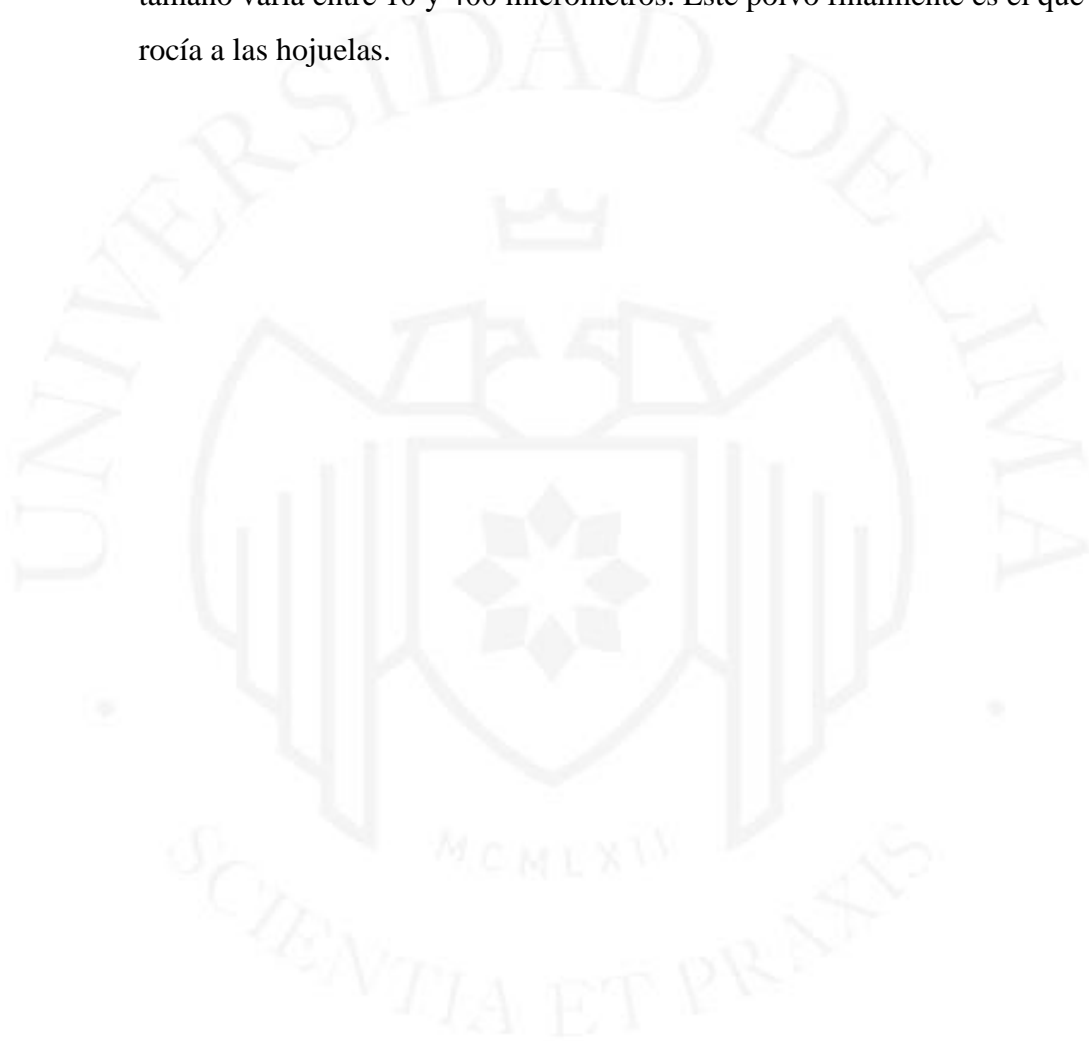 tamaño varía entre 10 y 400 micrómetros. Este polvo finalmente es el que
rocía a las hojuelas.
UNIVERSIDAD DE LIMA
MCMLXII
SCIENTIA ET PRAXIS